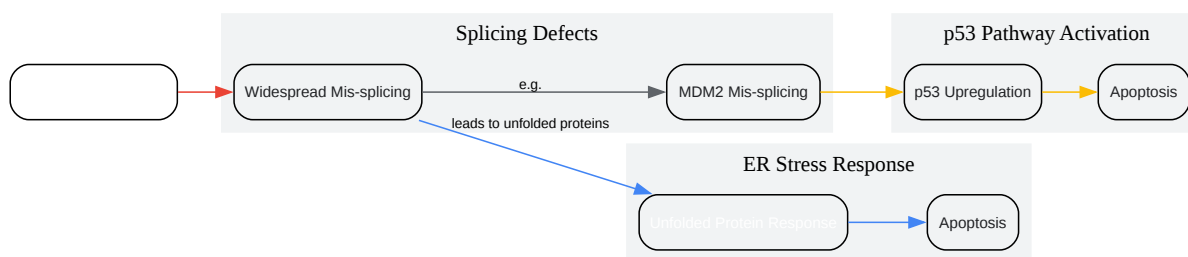 Splicing Defects
p53 Pathway Activation
Widespread Mis-splicing
e.g.
MDM2 Mis-splicing
p53 Upregulation
Apoptosis
leads to unfolded proteins
ER Stress Response
Unfolded Protein Response
Apoptosis